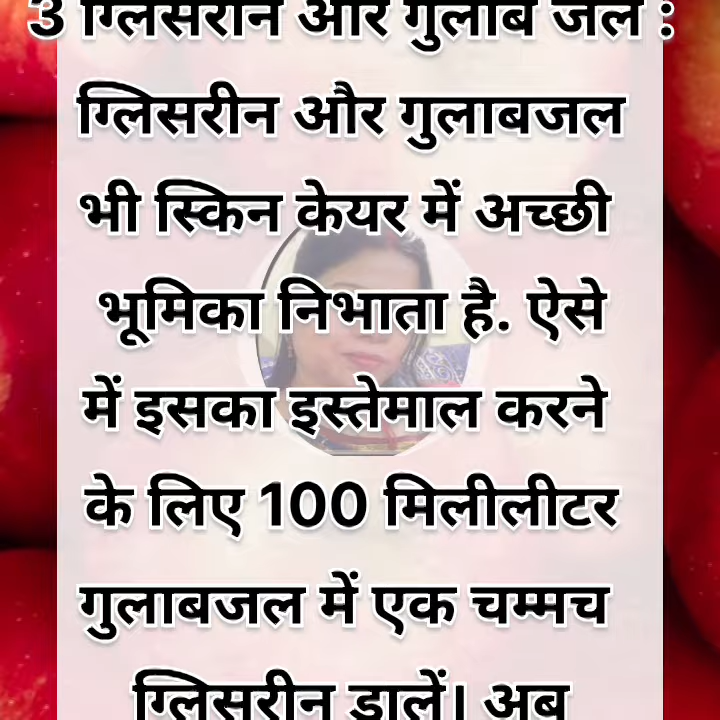 3 ग्लिसरीन और गुलाब जल :
ग्लिसरीन और गुलाबजल
भी स्किन केयर में अच्छी
भूमिका निभाता है. ऐसे
में इसका इस्तेमाल करने
के लिए 100 मिलीलीटर
गुलाबजल में एक चम्मच
ग्लिसरीन डालें। अब